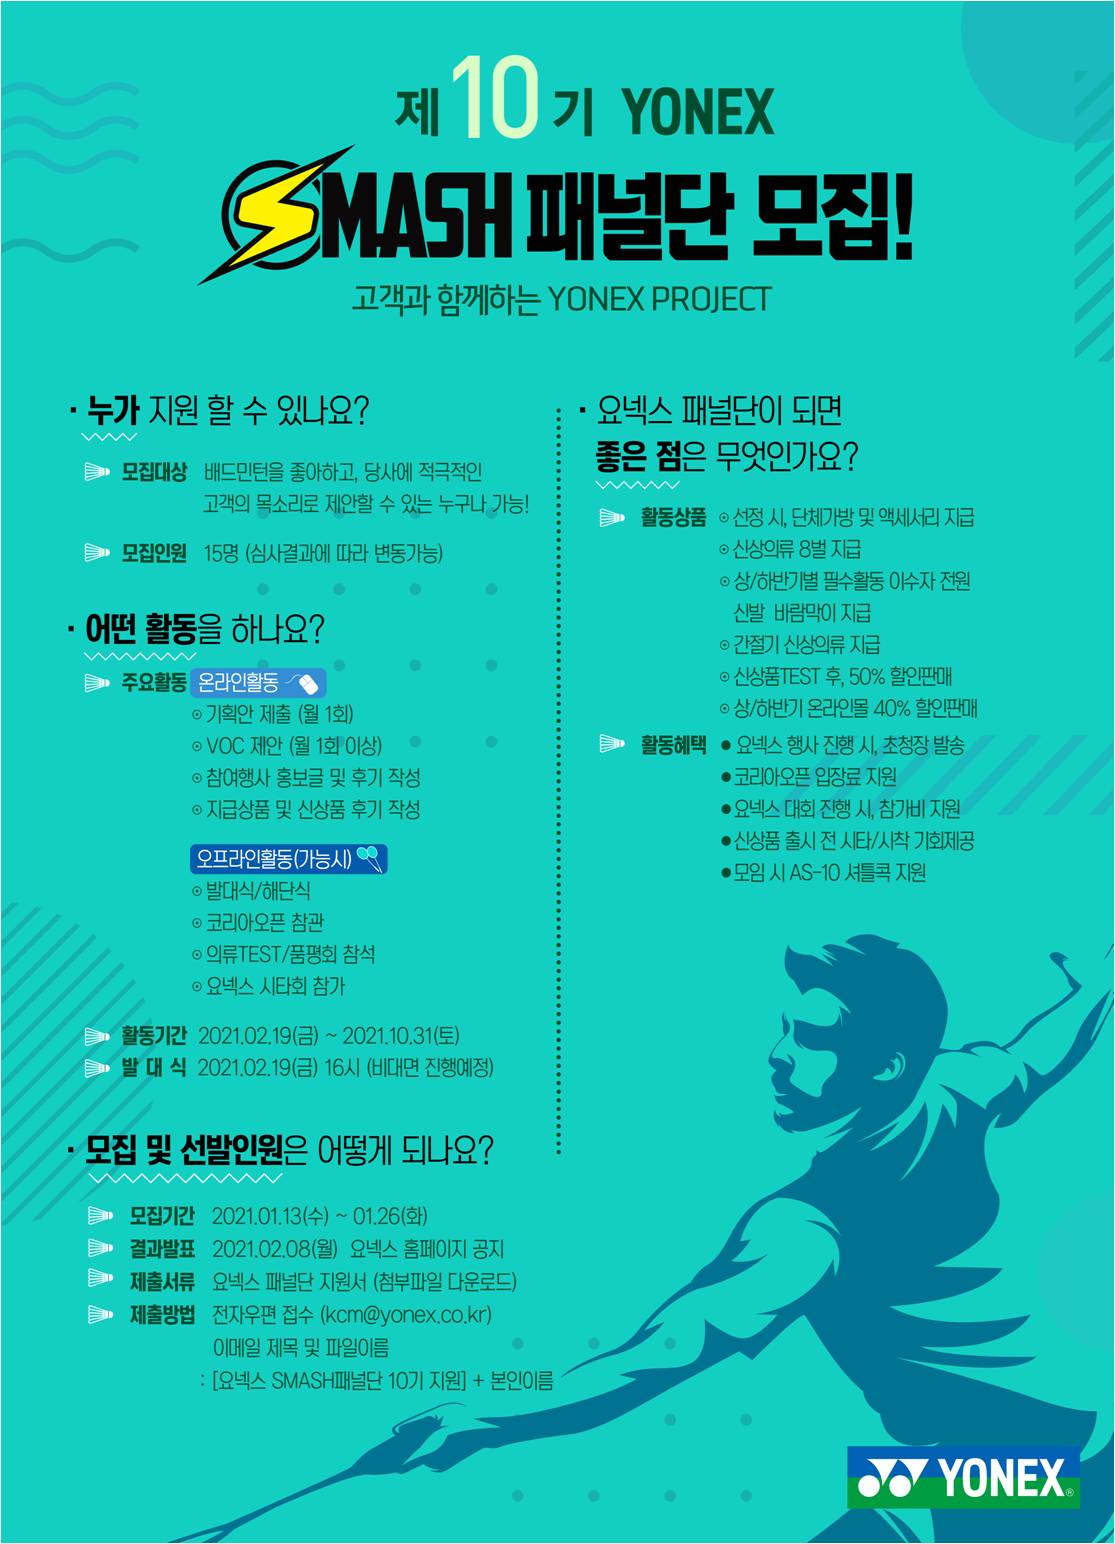 제10기 YONEX
SMASH 패널단 모집!
고객과 함께하는 YONEX PROJECT
· 누가 지원 할 수 있나요?
모집대상 배드민턴을 좋아하고, 당사에 적극적인
고객의 목소리로 제안할 수 있는 누구나 가능!
모집인원 15명 (심사결과에 따라 변동가능)
· 어떤 활동을 하나요?
주요활동 온라인활동
⊙ 기획안 제출 (월 1회)
⊙ VOC 제안 (월 1회 이상)
⊙ 참여행사 홍보글 및 후기 작성
⊙ 지급상품 및 신상품 후기 작성
오프라인활동(가능시)
⊙ 발대식/해단식
⊙ 코리아오픈 참관
⊙ 의류TEST/품평회 참석
⊙ 요넥스 시타회 참가
활동기간 2021.02.19(금) ~ 2021.10.31(토)
발 대 식 2021.02.19(금) 16시 (비대면 진행예정)
· 모집 및 선발인원은 어떻게 되나요?
모집기간 2021.01.13(수) ~ 01.26(화)
결과발표 2021.02.08(월) 요넥스 홈페이지 공지
제출서류 요넥스 패널단 지원서 (첨부파일 다운로드)
제출방법 전자우편 접수 (kcm@yonex.co.kr)
이메일 제목 및 파일이름
: [요넥스 SMASH패널단 10기 지원] + 본인이름
· 요넥스 패널단이 되면
좋은 점은 무엇인가요?
활동상품 ⊙ 선정 시, 단체가방 및 액세서리 지급
⊙ 신상의류 8벌 지급
⊙ 상/하반기별 필수활동 이수자 전원
신발 바람막이 지급
⊙ 간절기 신상의류 지급
⊙ 신상품TEST 후, 50% 할인판매
⊙ 상/하반기 온라인몰 40% 할인판매
활동혜택 ● 요넥스 행사 진행 시, 초청장 발송
● 코리아오픈 입장료 지원
● 요넥스 대회 진행 시, 참가비 지원
● 신상품 출시 전 시타/시착 기회제공
● 모임 시 AS-10 셔틀콕 지원
YONEX®